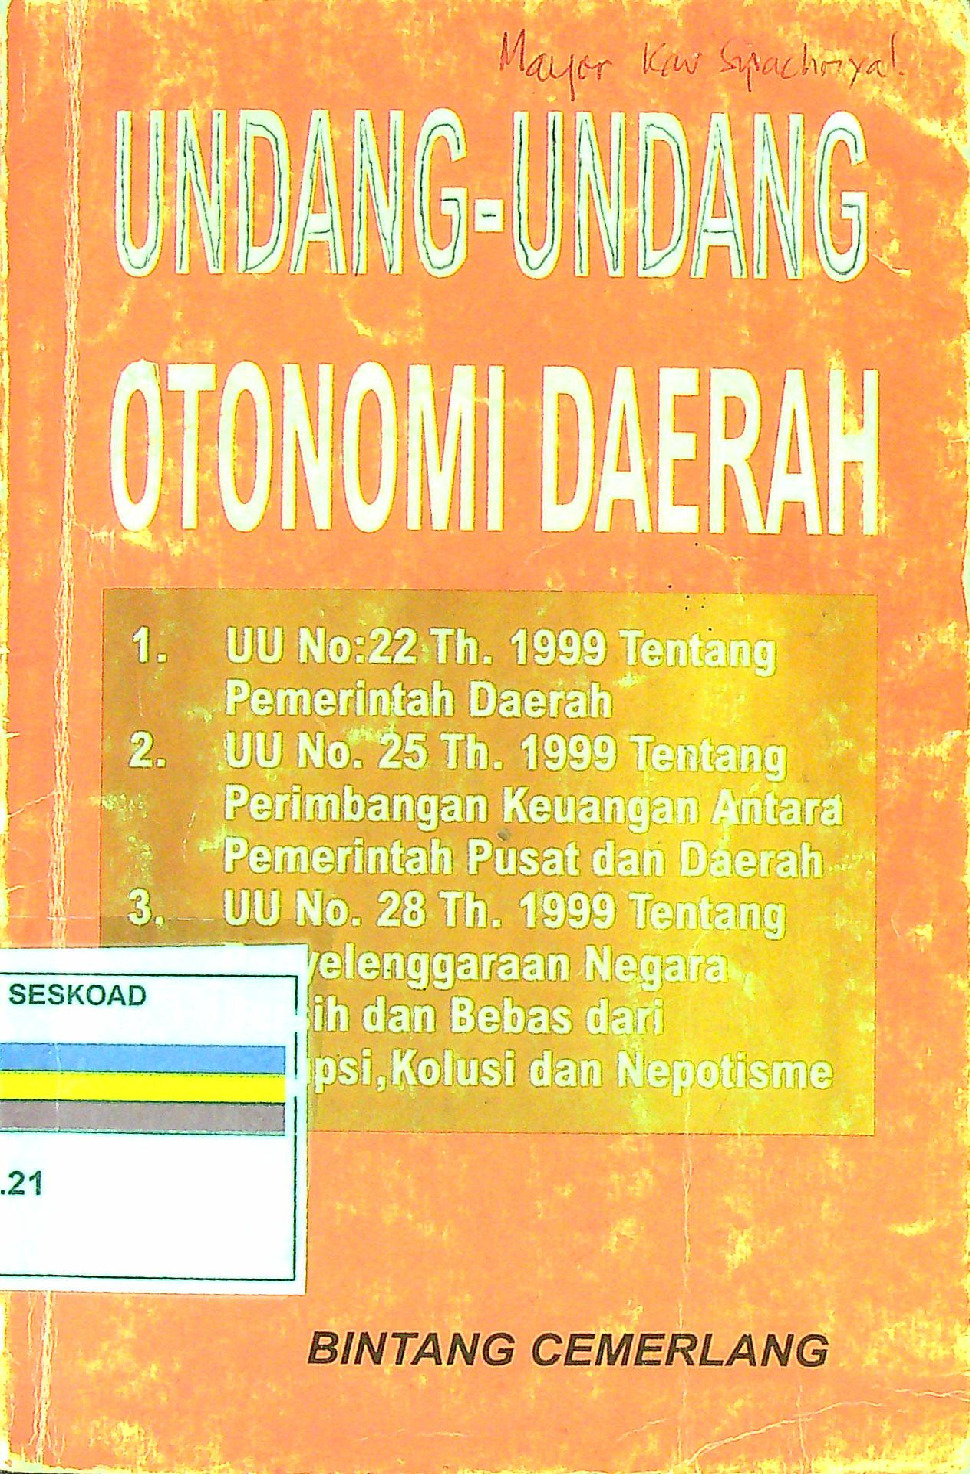 Mayor Kav
UNDANG-UNDANG
OTONOMI DAERAH
1. UU No:22 Th. 1999 Tentang
Pemerintah Daerah
2. UU No. 25 Th. 1999 Tentang
Perimbangan Keuangan Antara
Pemerintah Pusat dan Daerah
3. UU No. 28 Th. 1999 Tentang
yelenggaraan Negara
ih dan Bebas dari
psi,Kolusi dan Nepotisme
SESKOAD
.21
BINTANG CEMERLANG